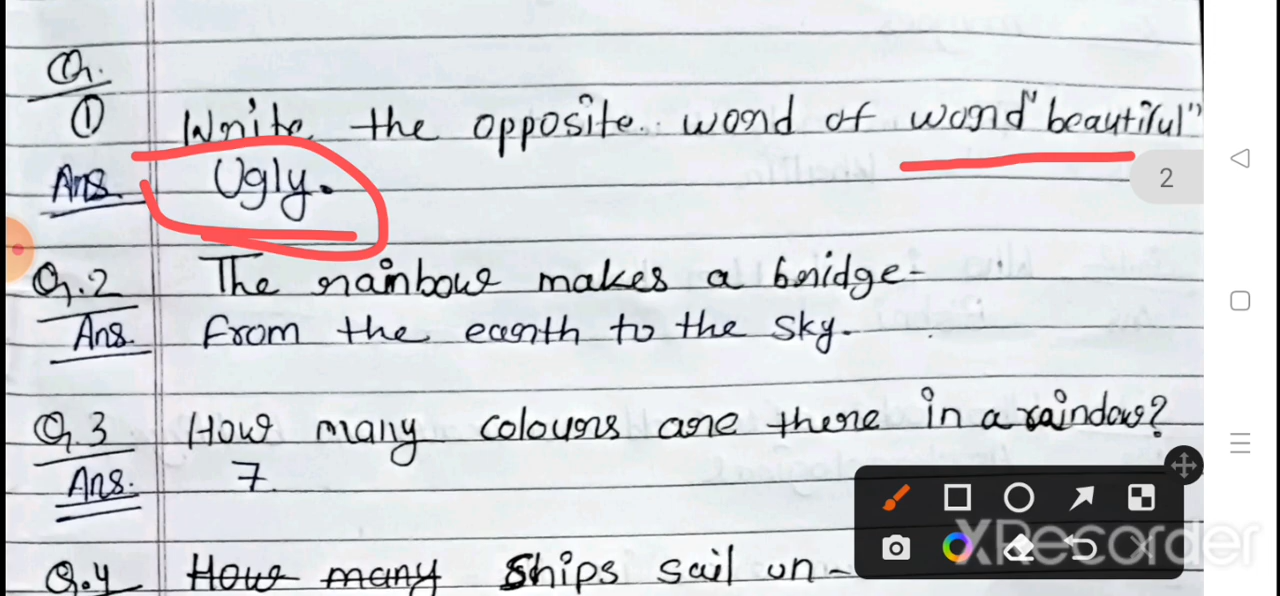 Q.
① Write the opposite word of word "beautiful"
Ans. Ugly.
2
Q.2 The rainbow makes a bridge-
Ans. from the earth to the sky.
Q.3 How many colours are there in a raindow?
Ans. 7
Q.4 How many ships sail on-
XRecorder